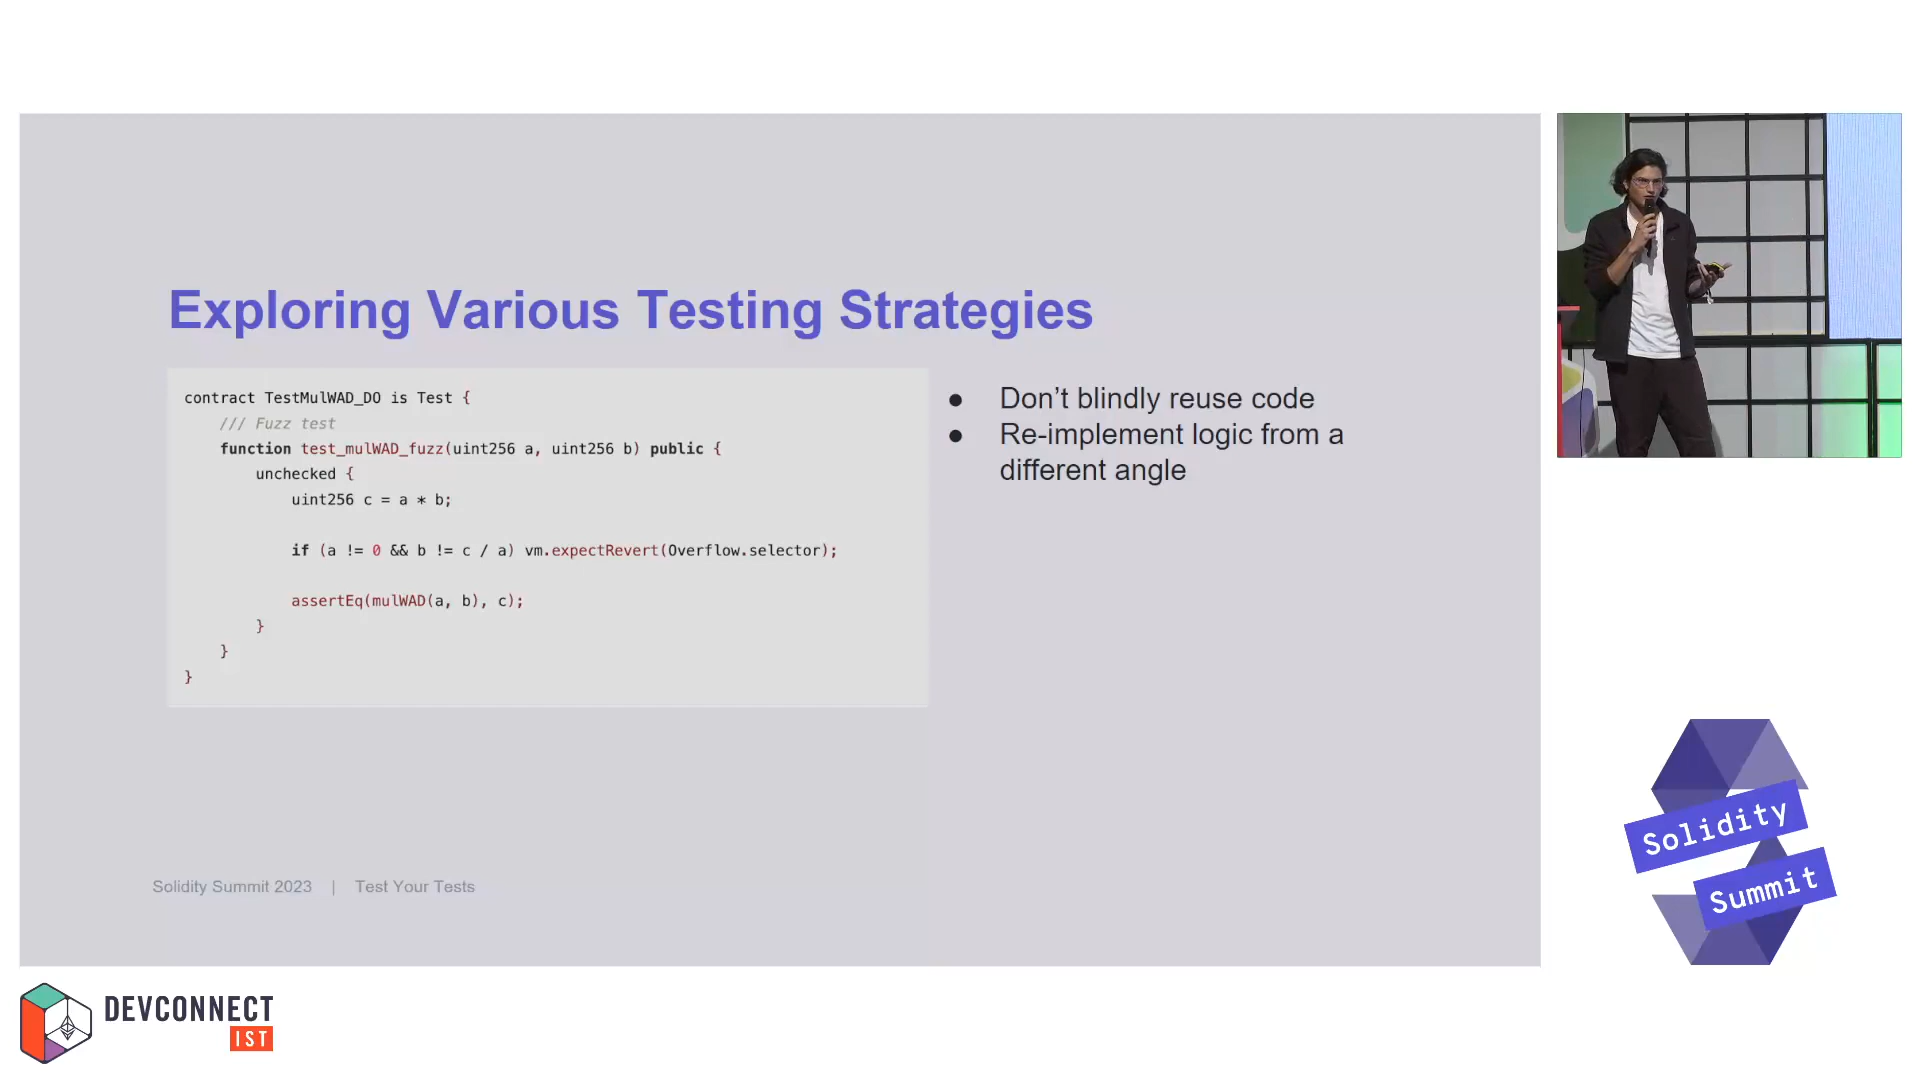 Exploring Various Testing Strategies
contract TestMulWAD_DO is Test {
/// Fuzz test
function test_mulWAD_fuzz(uint256 a, uint256 b) public {
unchecked {
uint256 c = a * b;
if (a != 0 && b != c / a) vm.expectRevert(Overflow.selector);
assertEq(mulWAD(a, b), c);
}
}
}
● Don’t blindly reuse code
● Re-implement logic from a
different angle
Solidity Summit 2023 | Test Your Tests
Solidity
Summit
DEVCONNECT
IST